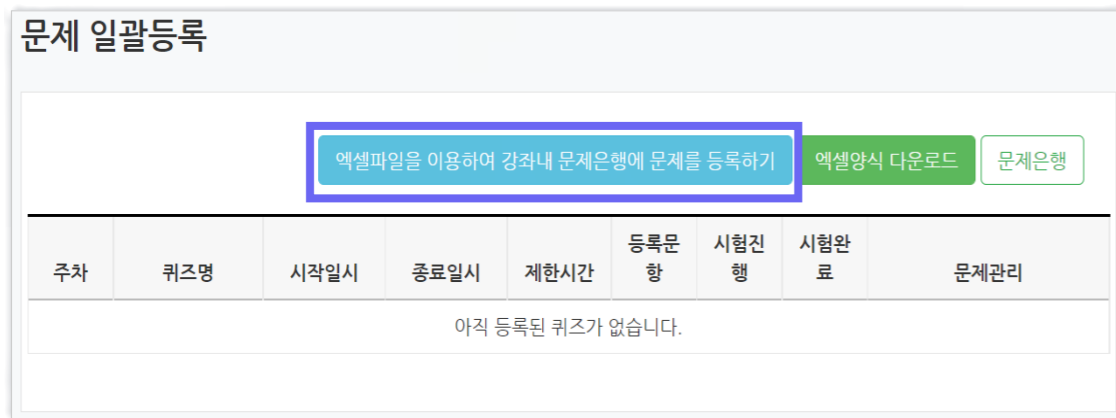 문제 일괄등록
엑셀파일을 이용하여 강좌내 문제은행에 문제를 등록하기 엑셀양식 다운로드 문제은행
주차 퀴즈명 시작일시 종료일시 제한시간 등록문항 시험진행 시험완료 문제관리
아직 등록된 퀴즈가 없습니다.